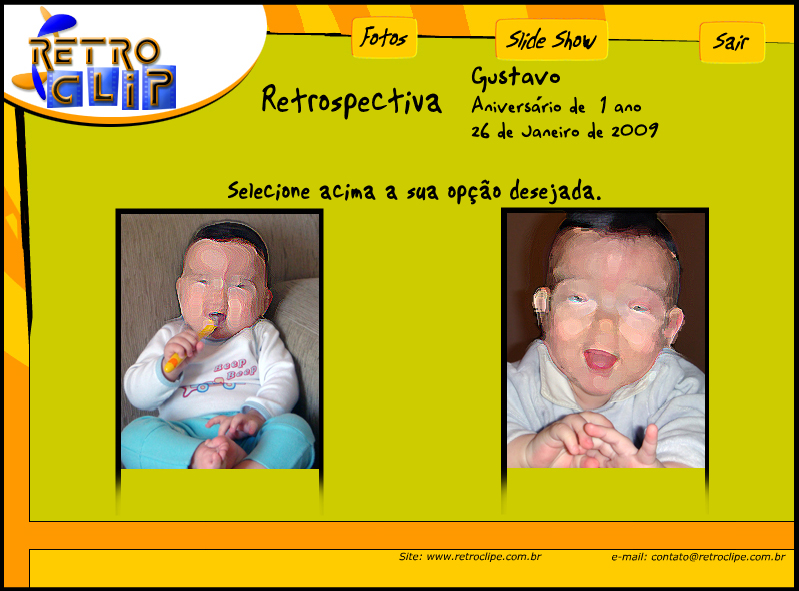 RETRO
CLIP
Fotos
Slide Show
Sair
Retrospectiva
Gustavo
Aniversário de 1 ano
26 de Janeiro de 2009
Selecione acima a sua opção desejada.
Beep
Beep
Site: www.retroclipe.com.br
e-mail: contato@retroclipe.com.br